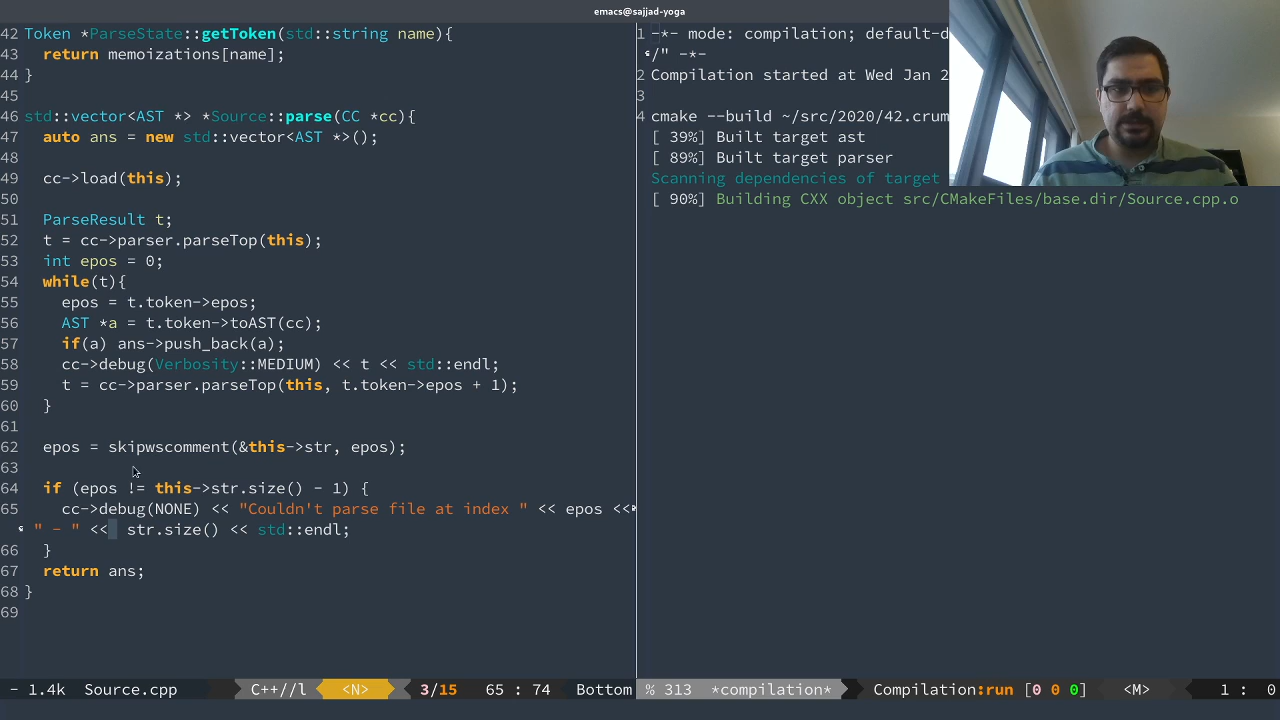 emacs@sajjad-yoga
42 Token *ParseState::getToken(std::string name){
43   return memoizations[name];
44 }
45
46 std::vector<AST *> *Source::parse(CC *cc){
47   auto ans = new std::vector<AST *>();
48
49   cc->load(this);
50
51   ParseResult t;
52   t = cc->parser.parseTop(this);
53   int epos = 0;
54   while(t){
55     epos = t.token->epos;
56     AST *a = t.token->toAST(cc);
57     if(a) ans->push_back(a);
58     cc->debug(Verbosity::MEDIUM) << t << std::endl;
59     t = cc->parser.parseTop(this, t.token->epos + 1);
60   }
61
62   epos = skipwscomment(&this->str, epos);
63
64   if (epos != this->str.size() - 1) {
65     cc->debug(NONE) << "Couldn't parse file at index " << epos <<
" - " <<  str.size() << std::endl;
66   }
67   return ans;
68 }
69
- 1.4k Source.cpp C++//l <N> 3/15 65 : 74 Bottom
1 -*- mode: compilation; default-d
/" -*-
2 Compilation started at Wed Jan 2
3
4 cmake --build ~/src/2020/42.crum
[ 39%] Built target ast
[ 89%] Built target parser
Scanning dependencies of target
[ 90%] Building CXX object src/CMakeFiles/base.dir/Source.cpp.o
% 313 *compilation* Compilation:run [0 0 0] <M> 1 : 0